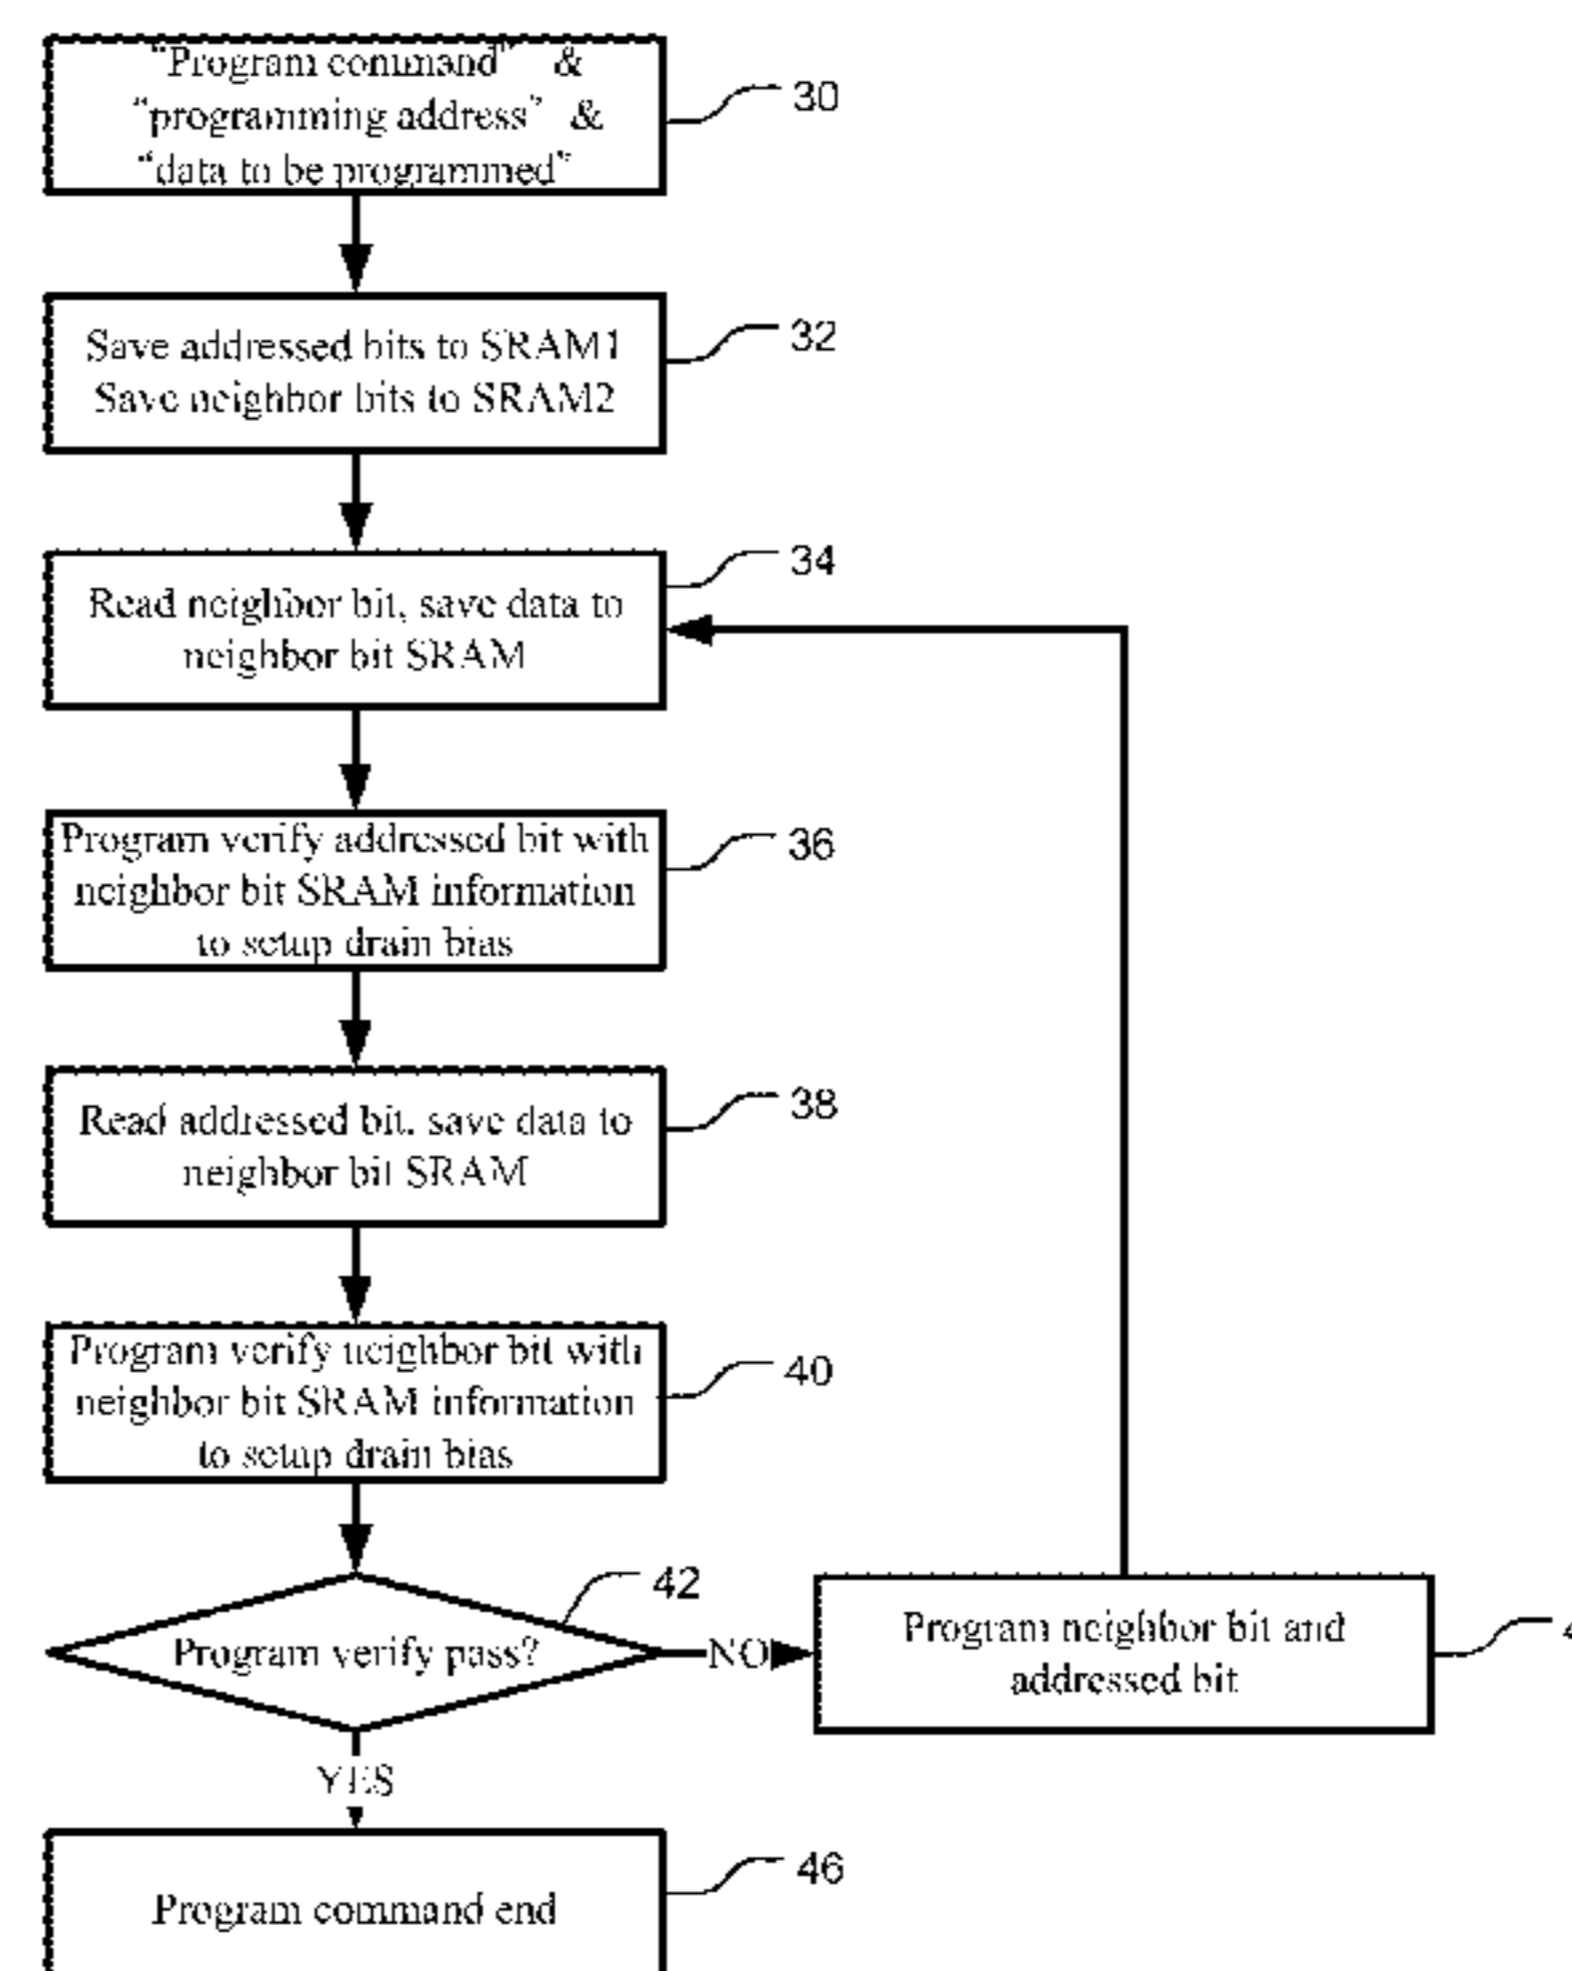 “Program command” &
“programming address” &
“data to be programmed”
30
Save addressed bits to SRAM1
Save neighbor bits to SRAM2
32
34
Read neighbor bit, save data to
neighbor bit SRAM
Program verify addressed bit with
neighbor bit SRAM information
to setup drain bias
36
Read addressed bit. save data to
neighbor bit SRAM
38
Program verify neighbor bit with
neighbor bit SRAM information
to setup drain bias
40
42
Program verify pass?
NO
Program neighbor bit and
addressed bit
YES
Program command end
46